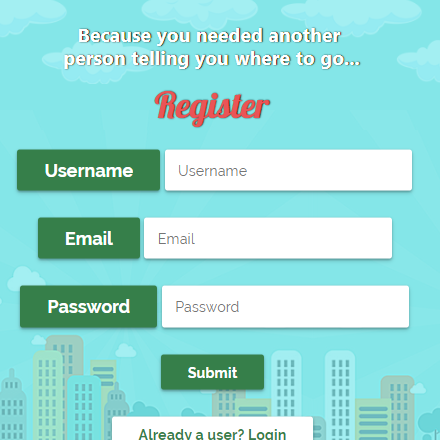 Because you needed another
person telling you where to go...
Register
Username Username
Email Email
Password Password
Submit
Already a user? Login